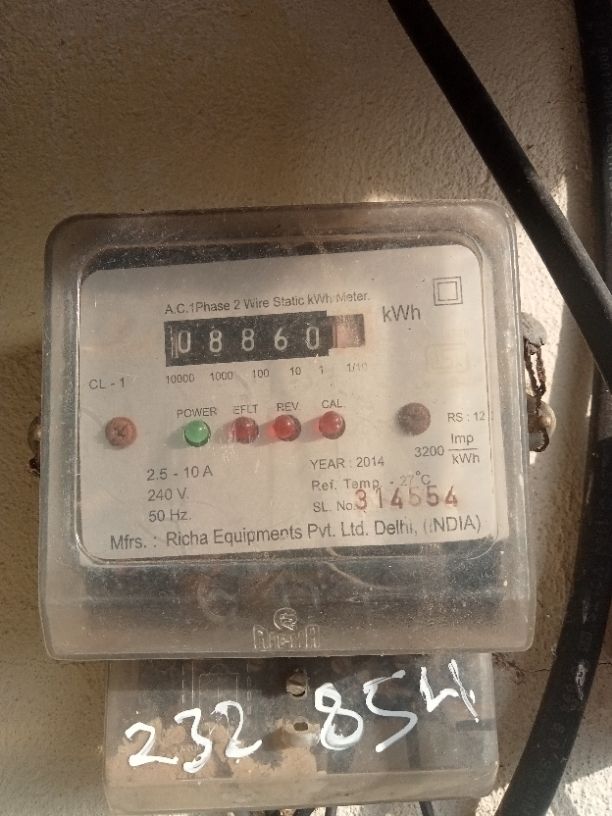 A.C.1Phase 2 Wire Static kWh Meter.
08860 kWh
10000 1000 100 10 1 1/10
CL - 1
POWER EFLT REV. CAL.
RS : 12.
3200 Imp/kWh
2.5 - 10 A
240 V.
50 Hz.
YEAR : 2014
Ref. Temp. - 27°C
SL. No. 314554
Mfrs. : Richa Equipments Pvt. Ltd. Delhi, (INDIA)
RICHA
232 854